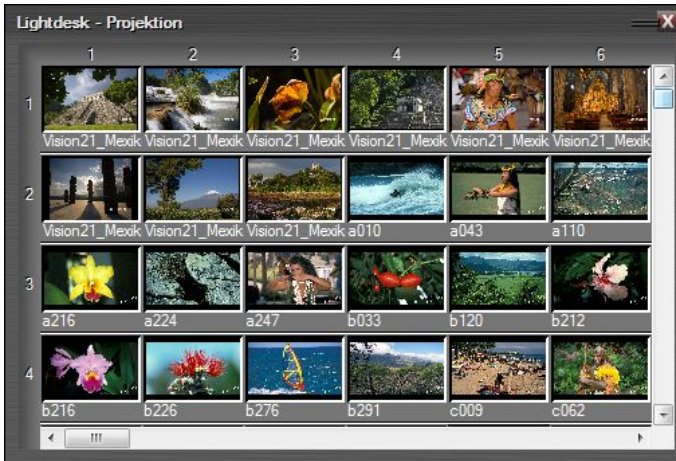 Lightdesk - Projektion
1 2 3 4 5 6
1
Vision21_Mexik Vision21_Mexik Vision21_Mexik Vision21_Mexik Vision21_Mexik Vision21_Mexik
2
Vision21_Mexik Vision21_Mexik Vision21_Mexik a010 a043 a110
3
a216 a224 a247 b033 b120 b212
4
b216 b226 b276 b291 c009 c062